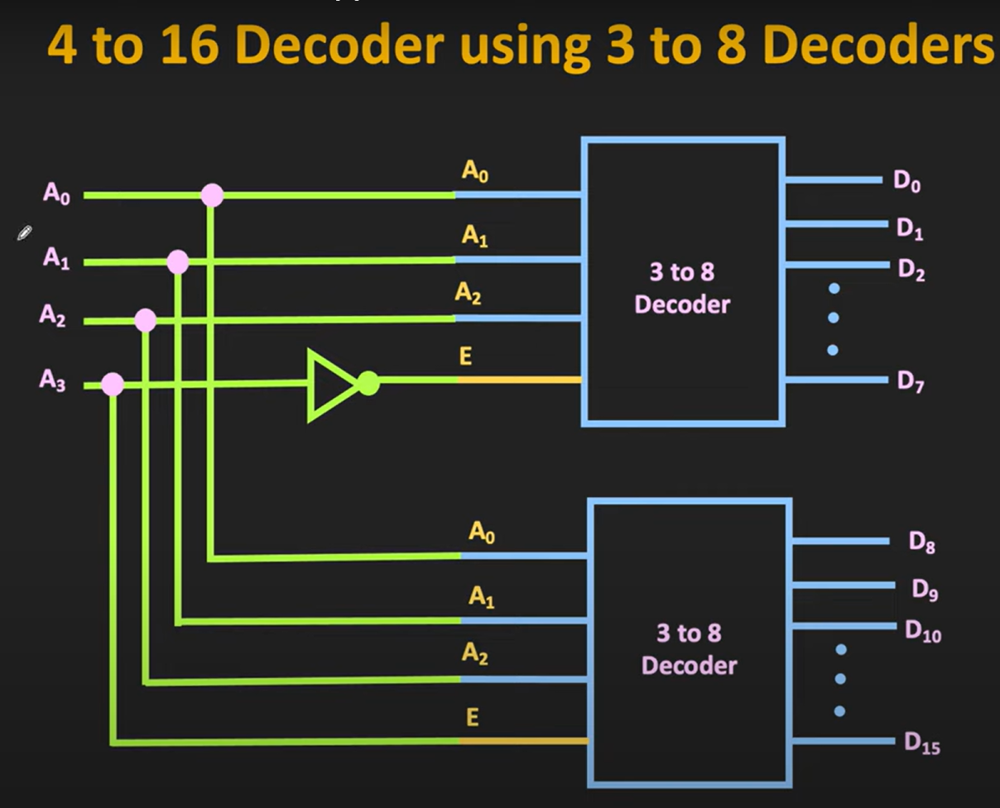 4 to 16 Decoder using 3 to 8 Decoders
A₀
A₁
A₂
A₃
A₀
A₁
A₂
E
3 to 8
Decoder
D₀
D₁
D₂
D₇
A₀
A₁
A₂
E
3 to 8
Decoder
D₈
D₉
D₁₀
D₁₅